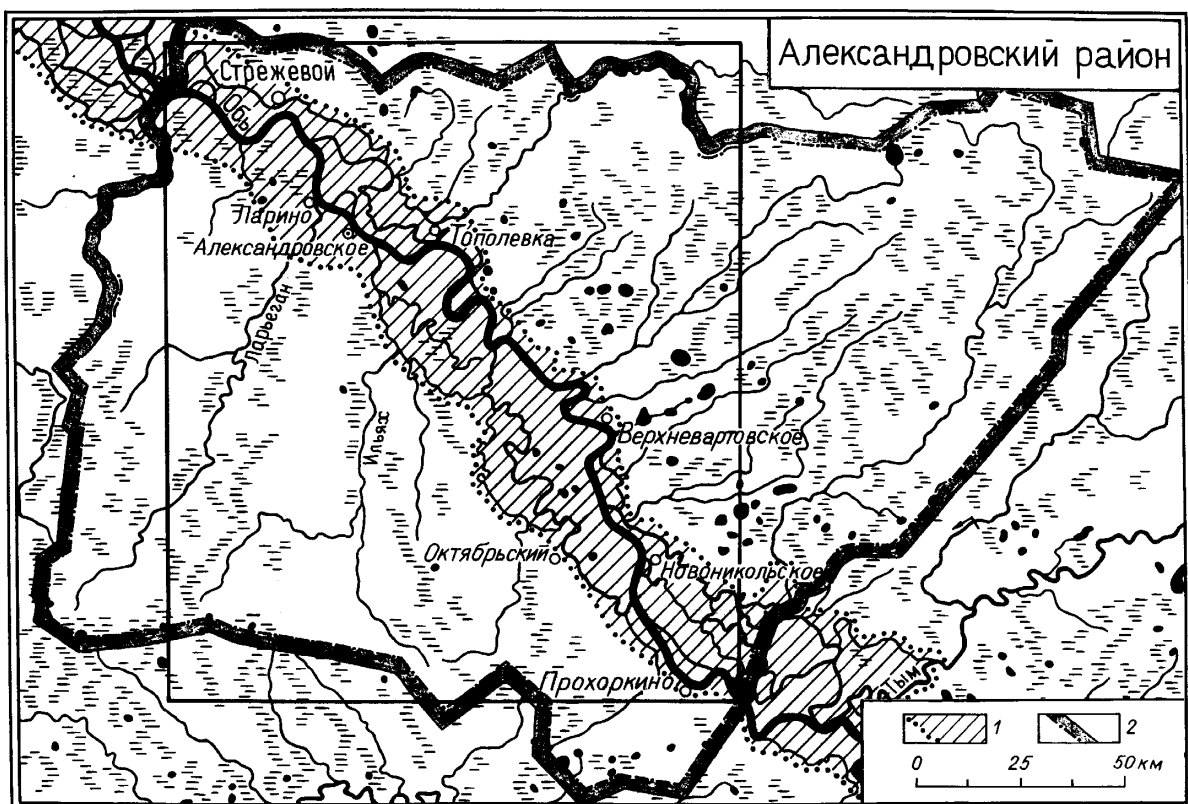 Александровский район
Стрежевой
Обь
Ларино
Александровское
Тополевка
Ларьеган
Ильях
Верхневартовское
Октябрьский
Новоникольское
Прохоркино
Тым
1
2
0 25 50 км